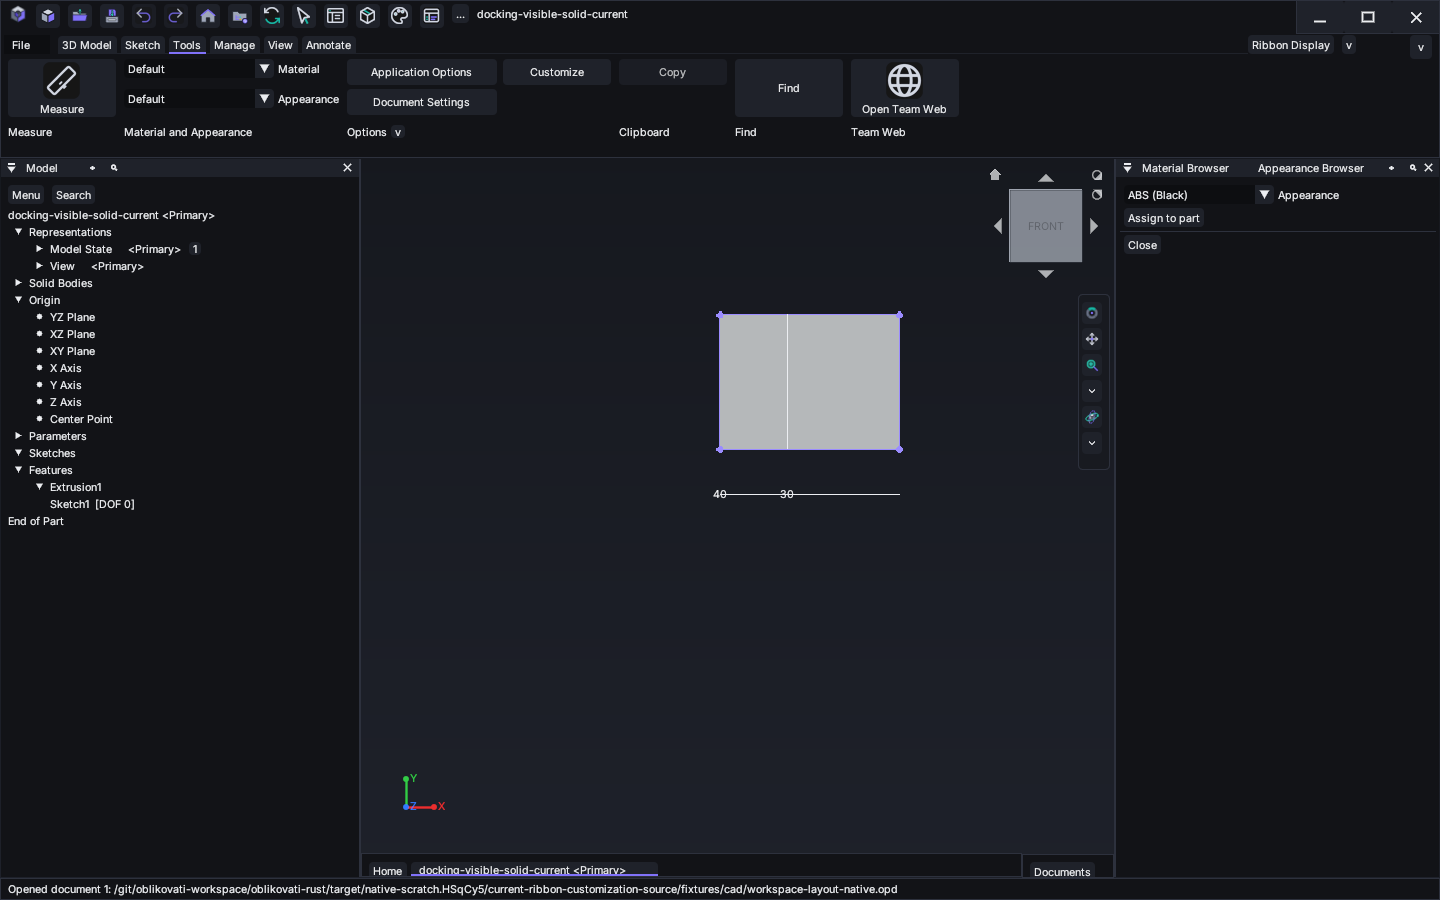 ... docking-visible-solid-current
File 3D Model Sketch Tools Manage View Annotate Ribbon Display v v
Default Material Application Options Customize Copy
Default Appearance Document Settings
Measure Find Open Team Web
Measure Material and Appearance Options v Clipboard Find Team Web
Model
Menu Search
docking-visible-solid-current <Primary>
Representations
Model State <Primary> 1
View <Primary>
Solid Bodies
Origin
YZ Plane
XZ Plane
XY Plane
X Axis
Y Axis
Z Axis
Center Point
Parameters
Sketches
Features
Extrusion1
Sketch1 [DOF 0]
End of Part
FRONT
40 30
Y
Z X
Material Browser Appearance Browser
ABS (Black) Appearance
Assign to part
Close
Home docking-visible-solid-current <Primary> Documents
Opened document 1: /git/oblikovati-workspace/oblikovati-rust/target/native-scratch.HSqCy5/current-ribbon-customization-source/fixtures/cad/workspace-layout-native.opd